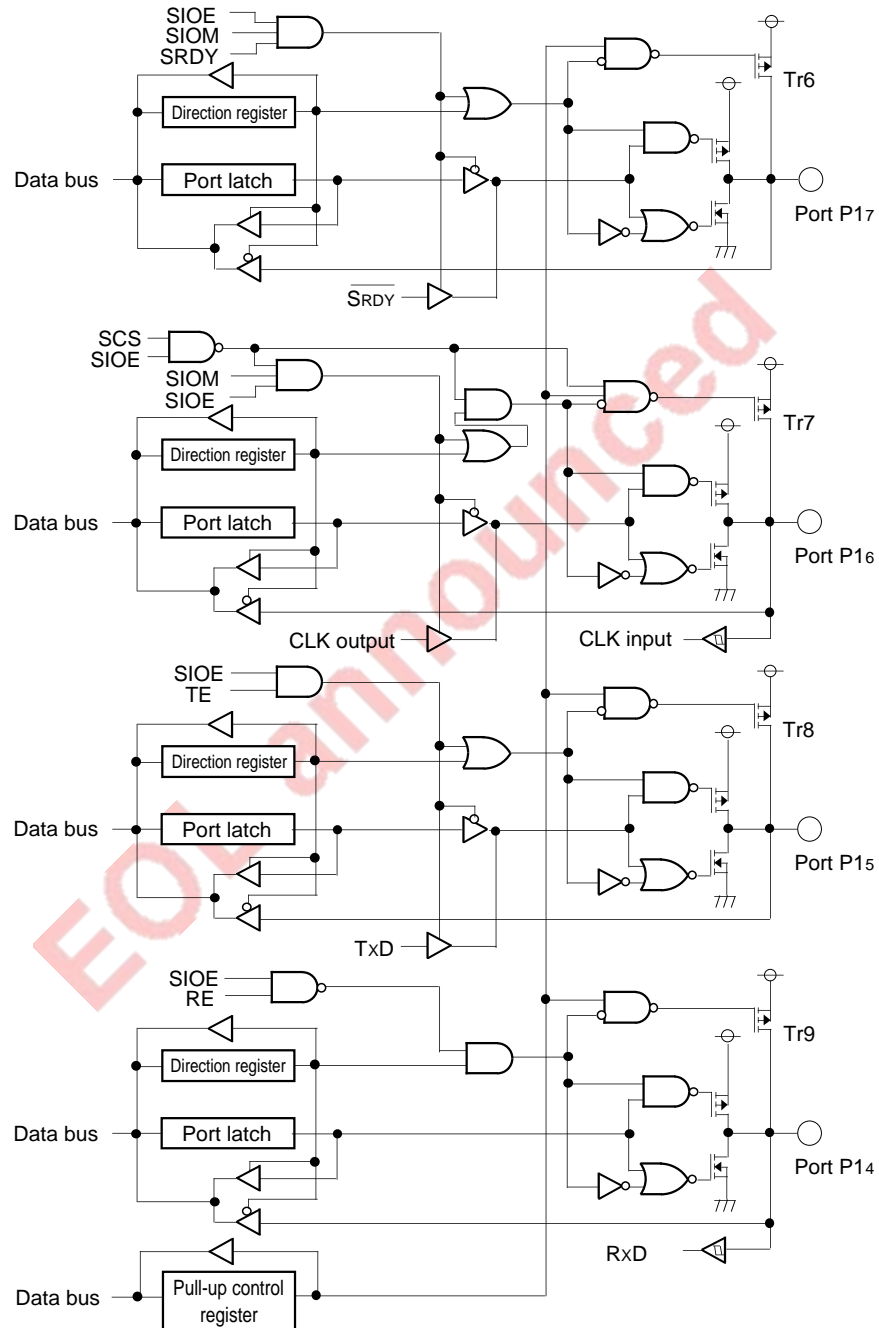 SIOE
SIOM
SRDY
Tr6
Direction register
Data bus
Port latch
Port P17
SRDY
SCS
SIOE
SIOM
SIOE
Tr7
Direction register
Data bus
Port latch
Port P16
CLK output
CLK input
SIOE
TE
Tr8
Direction register
Data bus
Port latch
Port P15
TxD
SIOE
RE
Tr9
Direction register
Data bus
Port latch
Port P14
RxD
Data bus
Pull-up control
register
EOL announced